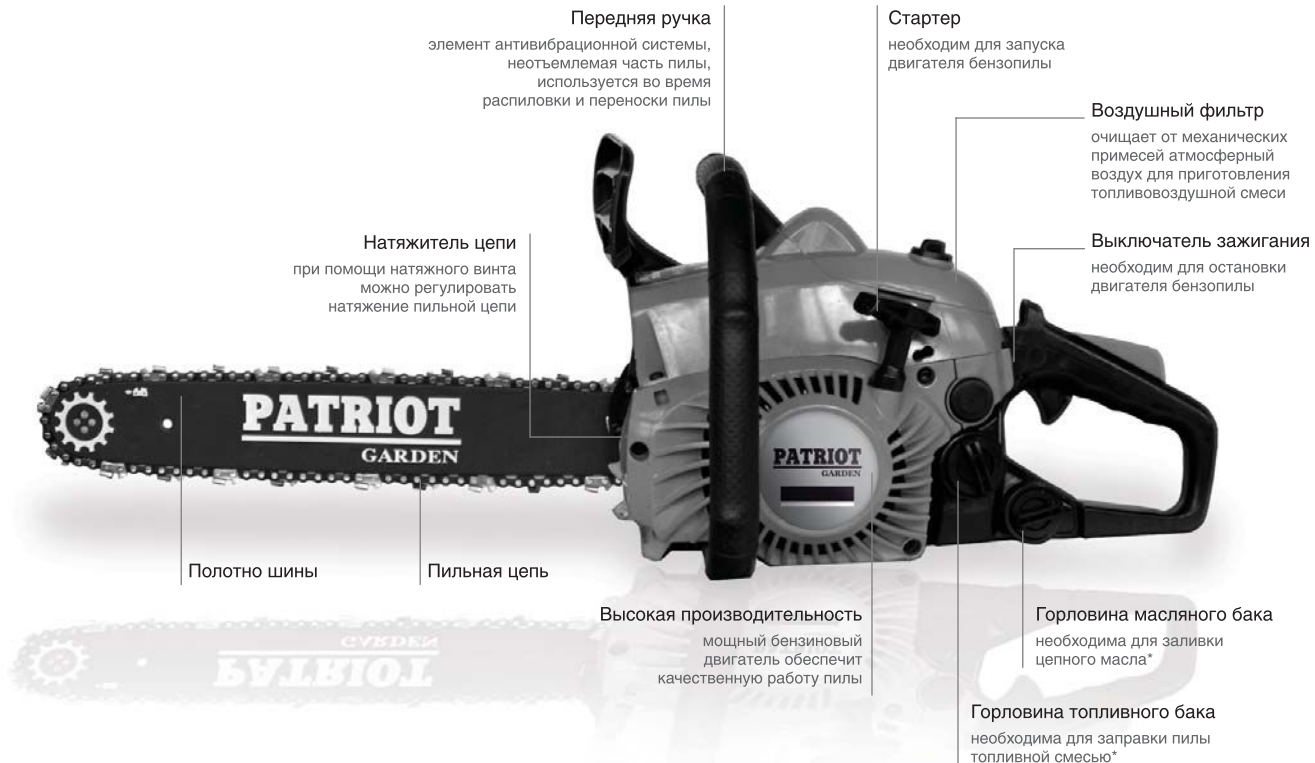 Передняя ручка
элемент антивибрационной системы,
неотъемлемая часть пилы,
используется во время
распиловки и переноски пилы
Стартер
необходим для запуска
двигателя бензопилы
Воздушный фильтр
очищает от механических
примесей атмосферный
воздух для приготовления
топливовоздушной смеси
Натяжитель цепи
при помощи натяжного винта
можно регулировать
натяжение пильной цепи
Выключатель зажигания
необходим для остановки
двигателя бензопилы
PATRIOT
GARDEN
PATRIOT
GARDEN
Полотно шины
Пильная цепь
Высокая производительность
мощный бензиновый
двигатель обеспечит
качественную работу пилы
Горловина масляного бака
необходима для заливки
цепного масла*
Горловина топливного бака
необходима для заправки пилы
топливной смесью*